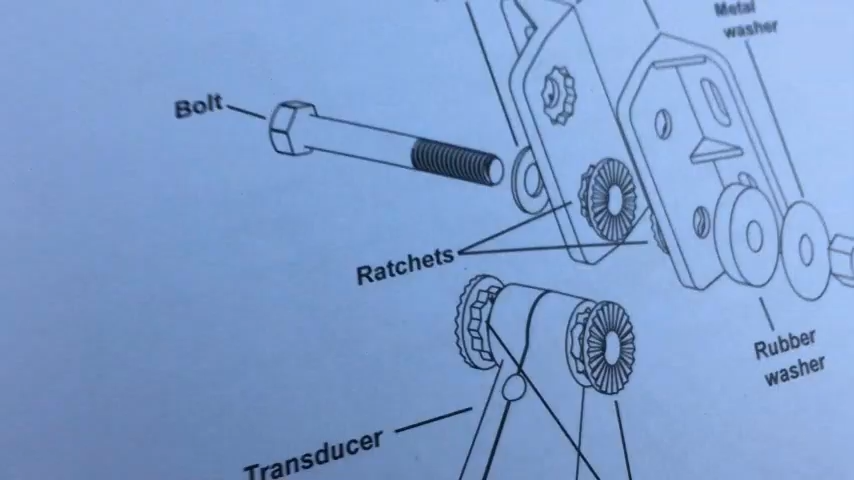 Metal
washer
Bolt
Ratchets
Rubber
washer
Transducer